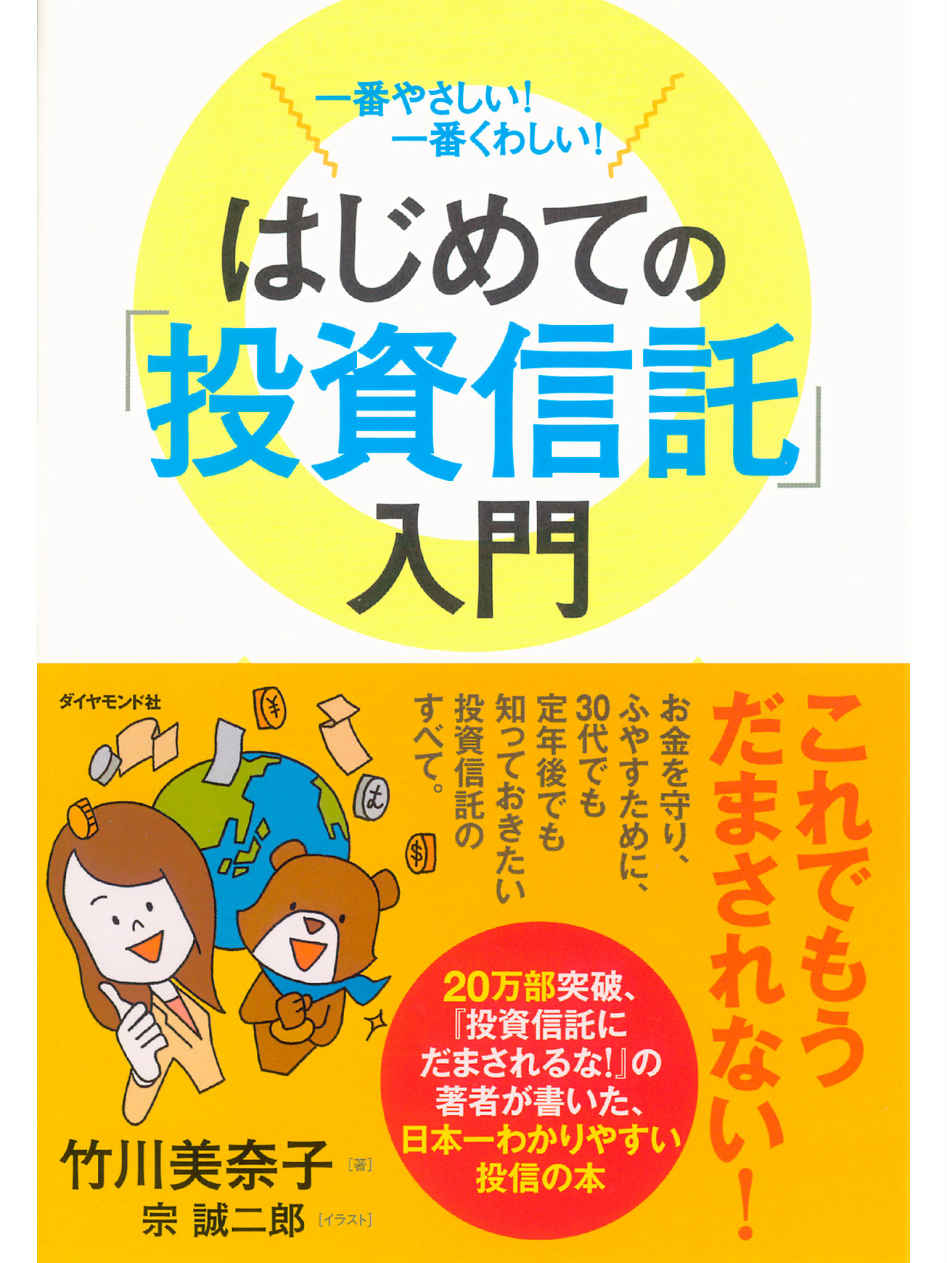 一番やさしい!
一番くわしい!
はじめての
「投資信託」
入門
これでもう
だまされない!
お金を守り、
ふやすために、
30代でも
定年後でも
知っておきたい
投資信託の
すべて。
ダイヤモンド社
¥
む
$
20万部突破、
『投資信託に
だまされるな!』の
著者が書いた、
日本一わかりやすい
投信の本
竹川美奈子[著]
宗 誠二郎[イラスト]